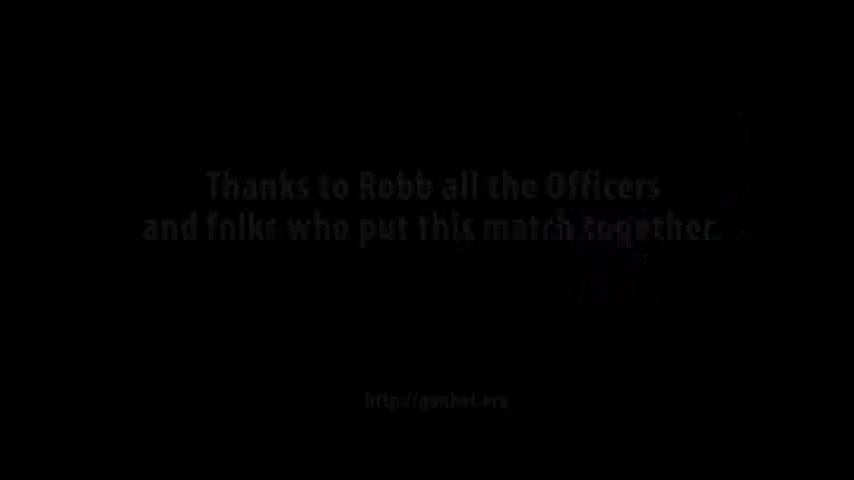 Thanks to Robb all the Officers
and folks who put this match together.